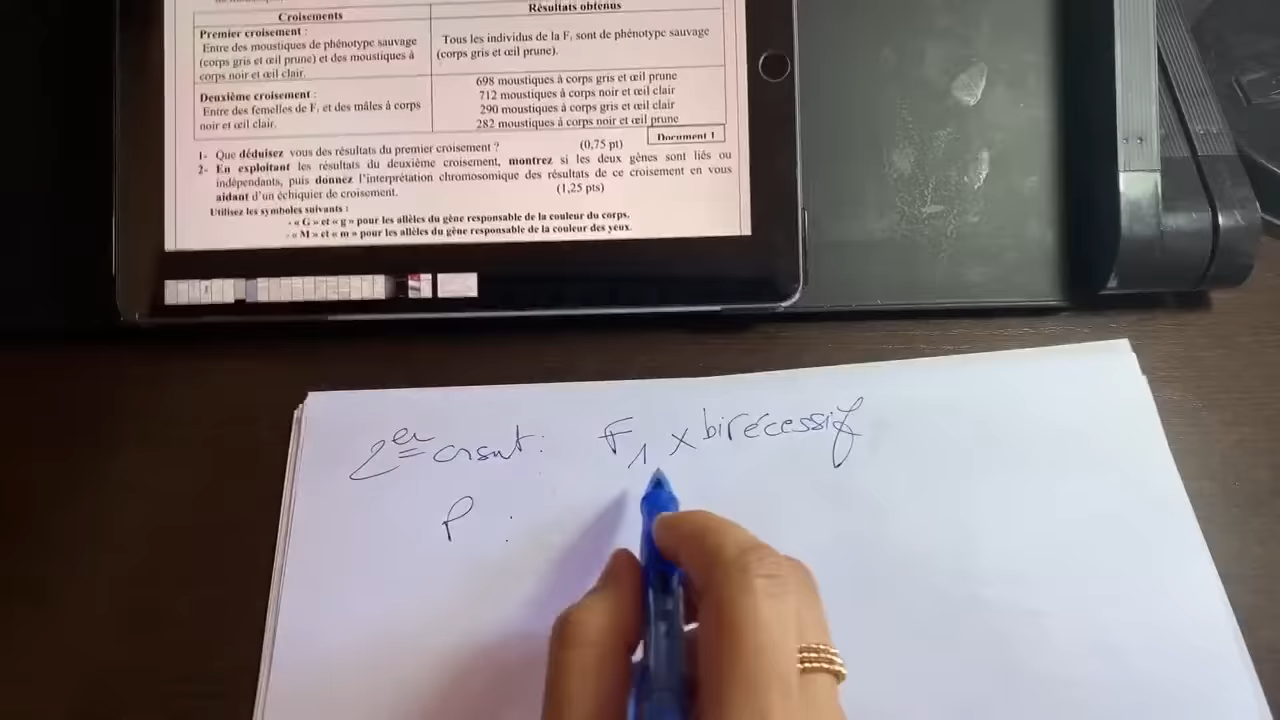 Croisements
Résultats obtenus
Premier croisement :
Entre des moustiques de phénotype sauvage
(corps gris et œil prune) et des moustiques à
corps noir et œil clair.
Tous les individus de la F₁ sont de phénotype sauvage
(corps gris et œil prune).
Deuxième croisement :
Entre des femelles de F₁ et des mâles à corps
noir et œil clair.
698 moustiques à corps gris et œil prune
712 moustiques à corps noir et œil clair
290 moustiques à corps gris et œil clair
282 moustiques à corps noir et œil prune
Document 1
1- Que déduisez vous des résultats du premier croisement ? (0,75 pt)
2- En exploitant les résultats du deuxième croisement, montrez si les deux gènes sont liés ou
indépendants, puis donnez l'interprétation chromosomique des résultats de ce croisement en vous
aidant d'un échiquier de croisement. (1,25 pts)
Utilisez les symboles suivants :
- « G » et « g » pour les allèles du gène responsable de la couleur du corps.
- « M » et « m » pour les allèles du gène responsable de la couleur des yeux.
2er crsmt : F1 x birécessif
P :